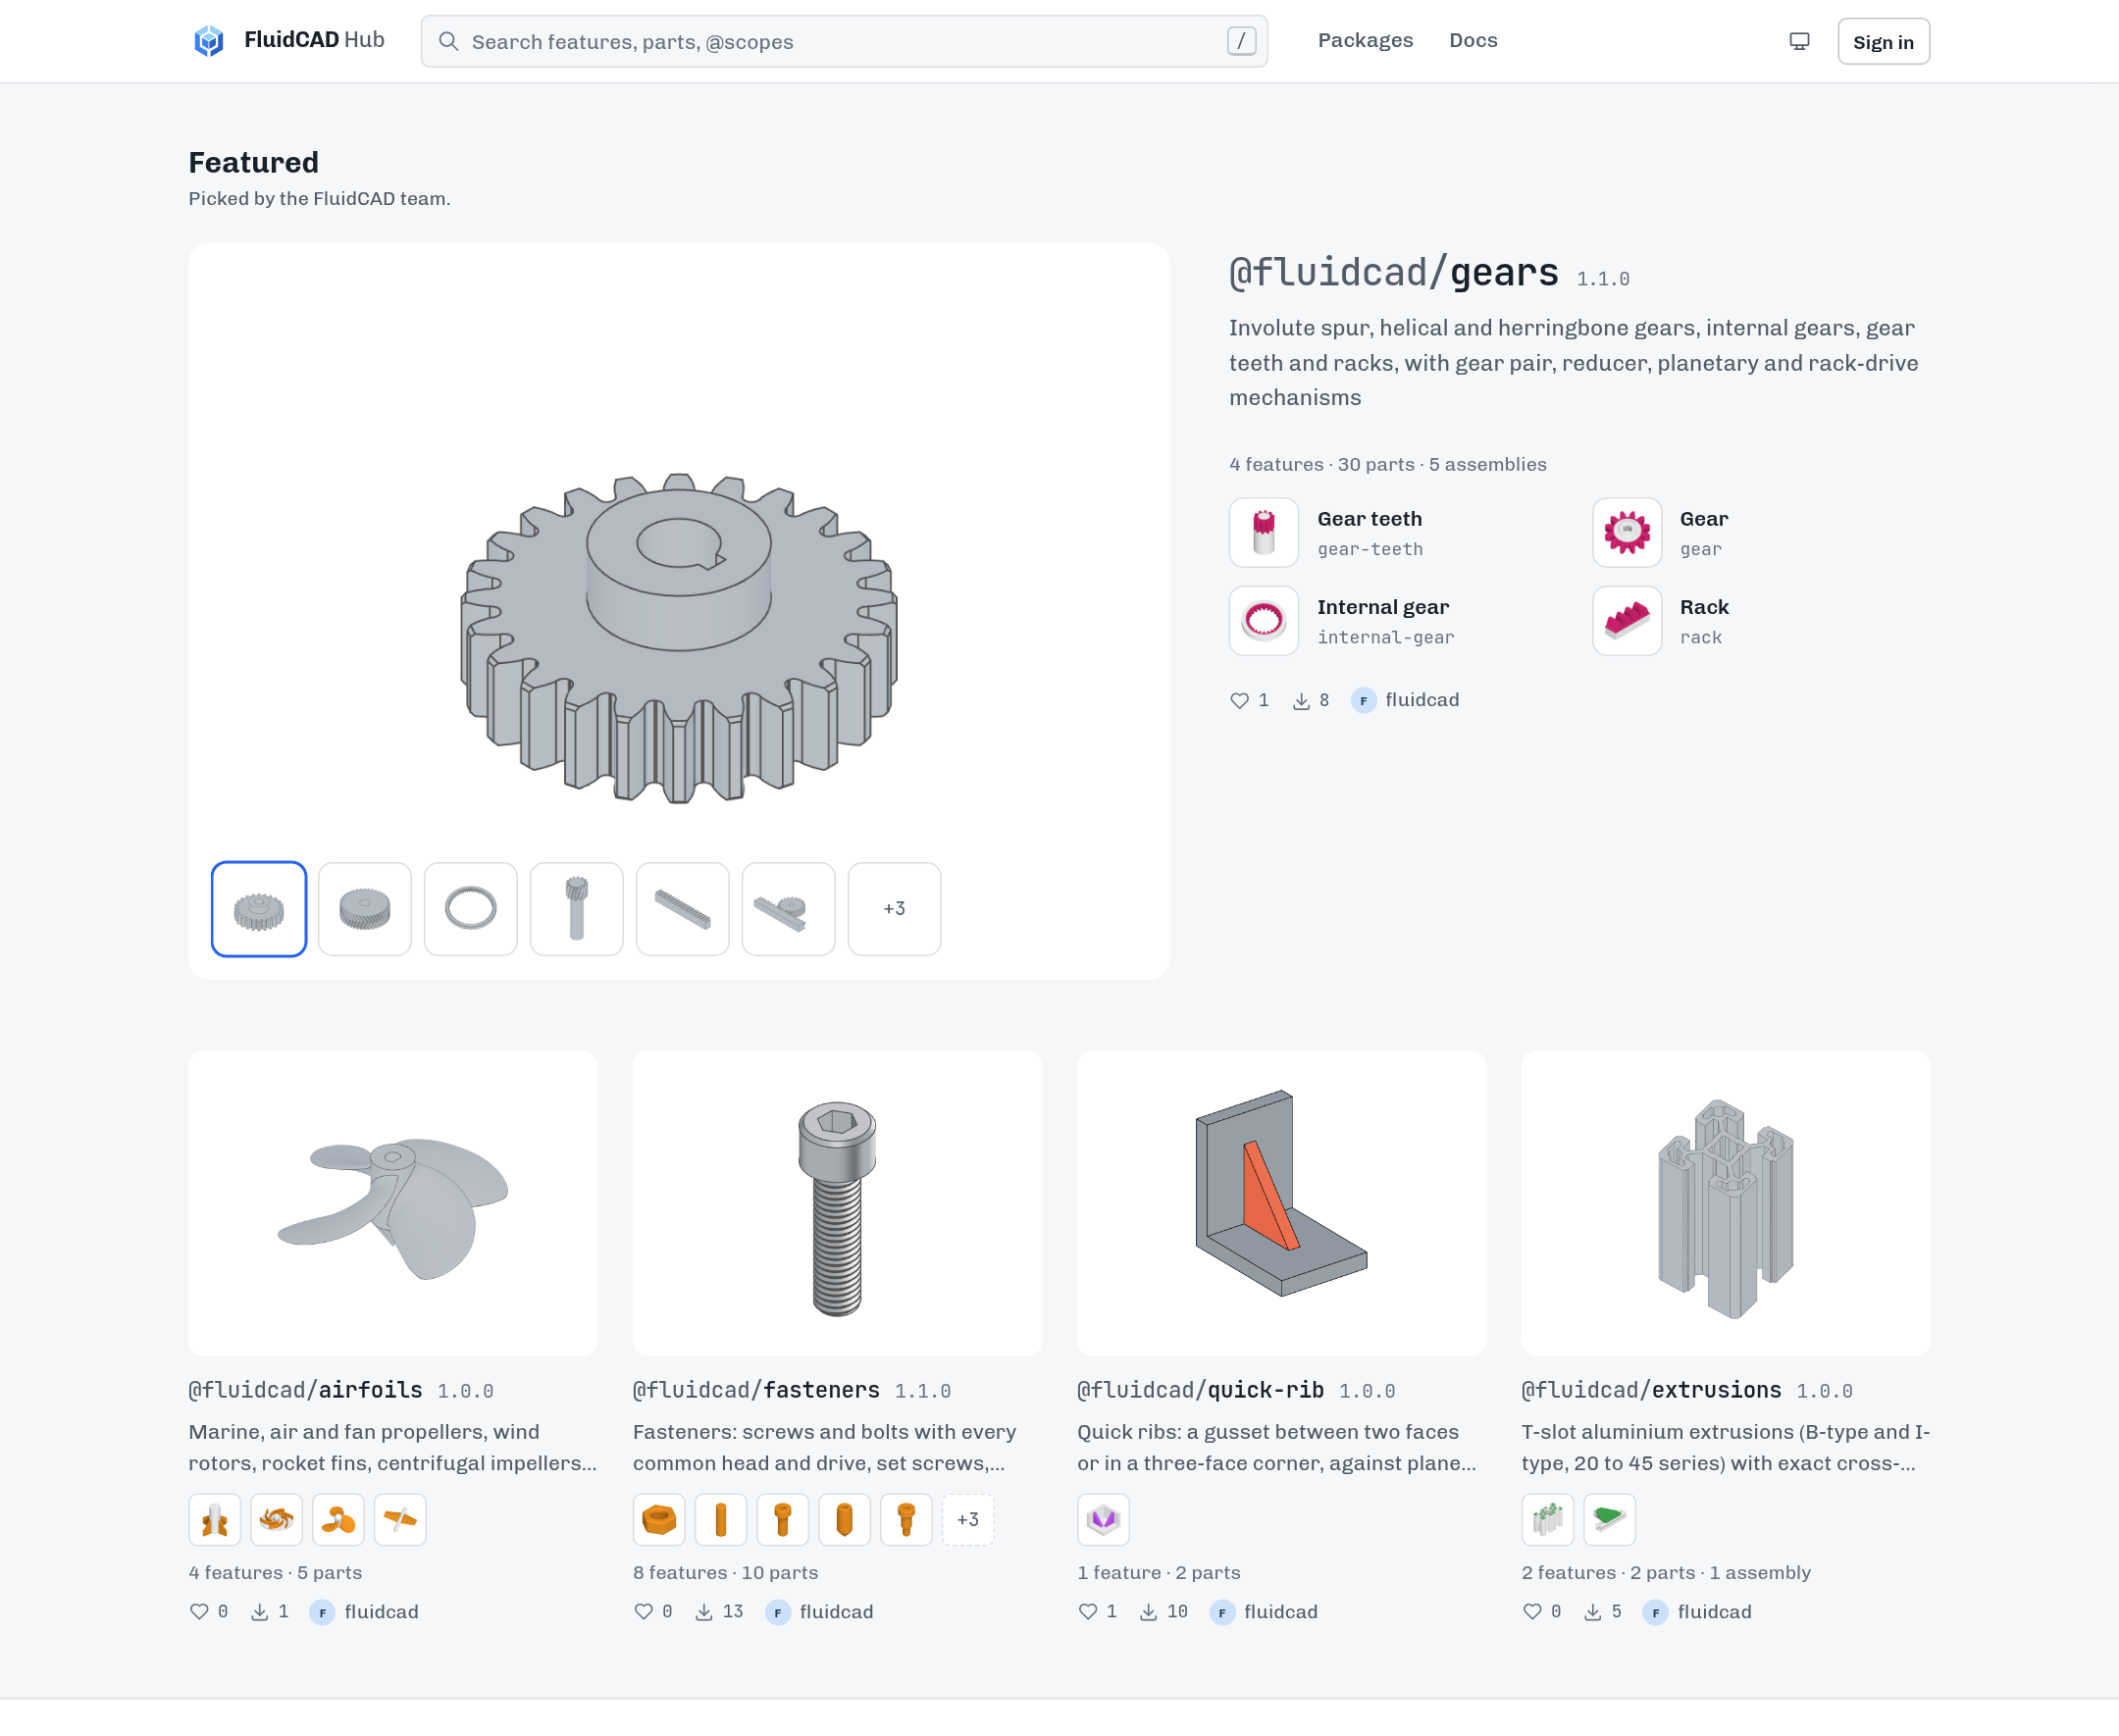 FluidCAD Hub
Search features, parts, @scopes
/
Packages
Docs
Sign in
Featured
Picked by the FluidCAD team.
@fluidcad/gears 1.1.0
Involute spur, helical and herringbone gears, internal gears, gear
teeth and racks, with gear pair, reducer, planetary and rack-drive
mechanisms
4 features · 30 parts · 5 assemblies
Gear teeth
gear-teeth
Gear
gear
Internal gear
internal-gear
Rack
rack
1 8 F fluidcad
+3
@fluidcad/airfoils 1.0.0
Marine, air and fan propellers, wind
rotors, rocket fins, centrifugal impellers...
4 features · 5 parts
0 1 F fluidcad
@fluidcad/fasteners 1.1.0
Fasteners: screws and bolts with every
common head and drive, set screws,...
+3
8 features · 10 parts
0 13 F fluidcad
@fluidcad/quick-rib 1.0.0
Quick ribs: a gusset between two faces
or in a three-face corner, against plane...
1 feature · 2 parts
1 10 F fluidcad
@fluidcad/extrusions 1.0.0
T-slot aluminium extrusions (B-type and I-
type, 20 to 45 series) with exact cross-...
2 features · 2 parts · 1 assembly
0 5 F fluidcad